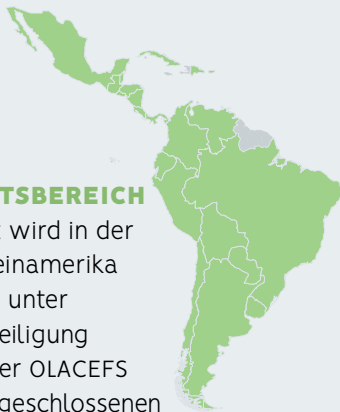 TSBEREICH
wird in der
einamerika
unter
eiligung
er OLACEFS
geschlossenen